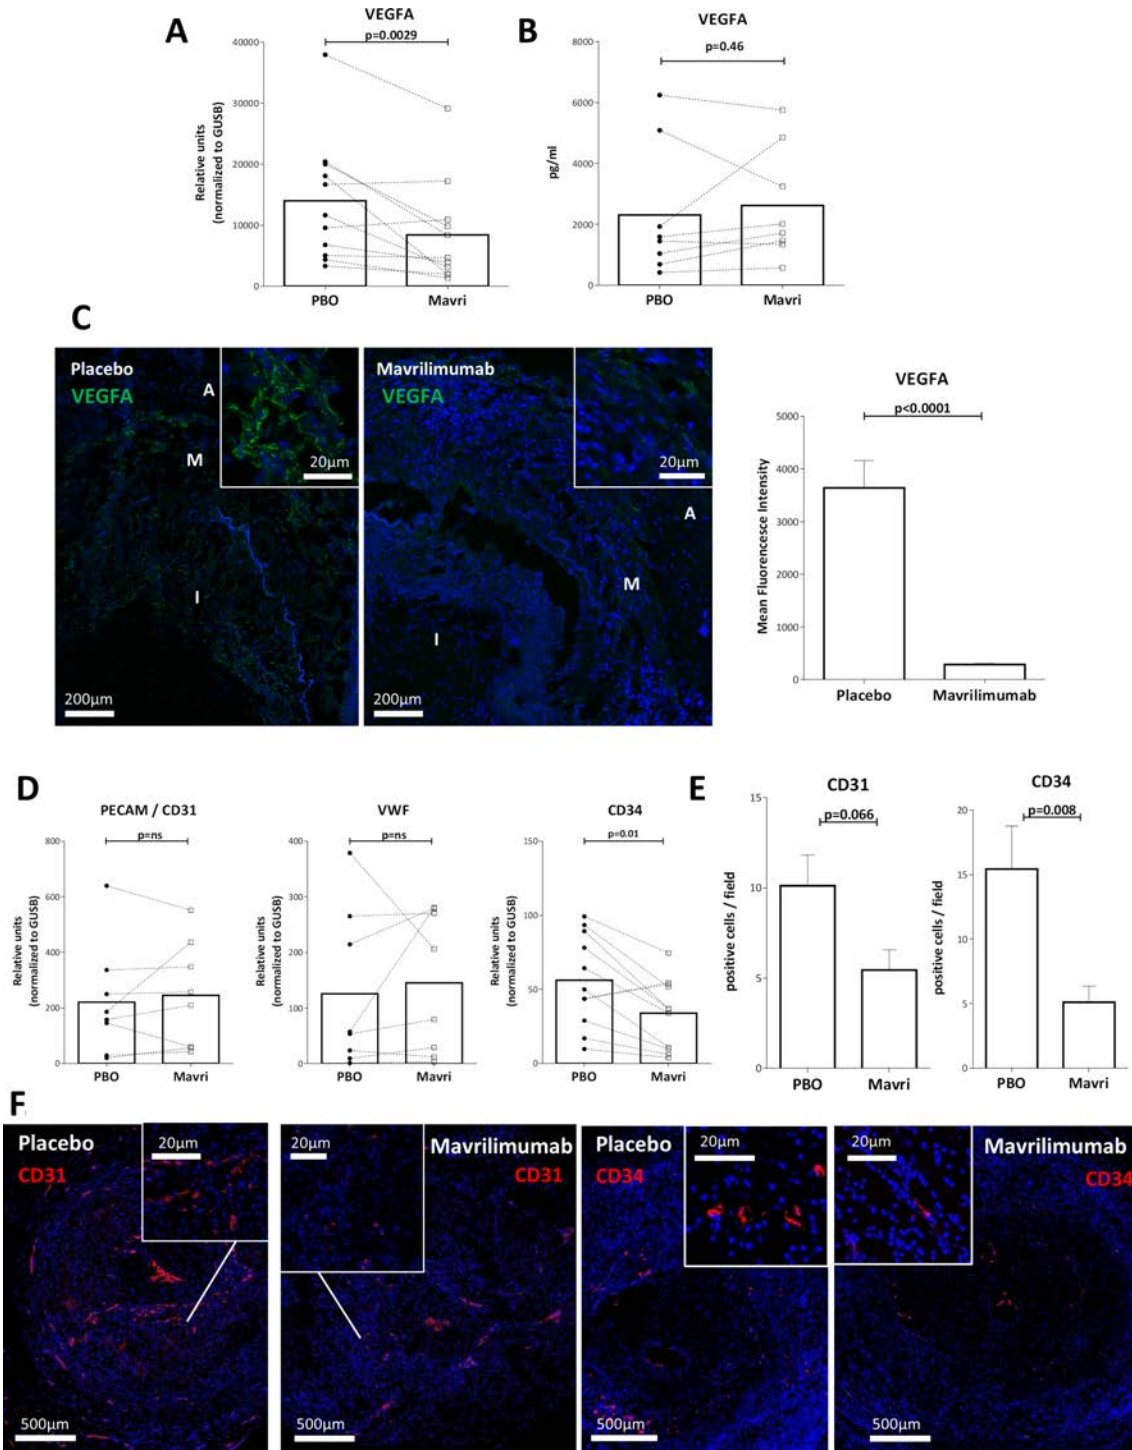 A
VEGFA
p=0.0029
Relative units
(normalized to GUSB)
40000
30000
20000
10000
0
PBO
Mavri
B
VEGFA
p=0.46
pg/ml
8000
6000
4000
2000
0
PBO
Mavri
C
Placebo
VEGFA
A
M
I
20µm
200µm
Mavrilimumab
VEGFA
20µm
A
M
I
200µm
VEGFA
p<0.0001
Mean Fluorescence Intensity
5000
4000
3000
2000
1000
0
Placebo
Mavrilimumab
D
PECAM / CD31
p=ns
Relative units
(normalized to GUSB)
800
600
400
200
0
PBO
Mavri
VWF
p=ns
Relative units
(normalized to GUSB)
400
300
200
100
0
PBO
Mavri
CD34
p=0.01
Relative units
(normalized to GUSB)
150
100
50
0
PBO
Mavri
E
CD31
p=0.066
positive cells / field
15
10
5
0
PBO
Mavri
CD34
p=0.008
positive cells / field
20
15
10
5
0
PBO
Mavri
F
Placebo
CD31
20µm
500µm
20µm
Mavrilimumab
CD31
500µm
Placebo
CD34
20µm
500µm
20µm
Mavrilimumab
CD34
500µm